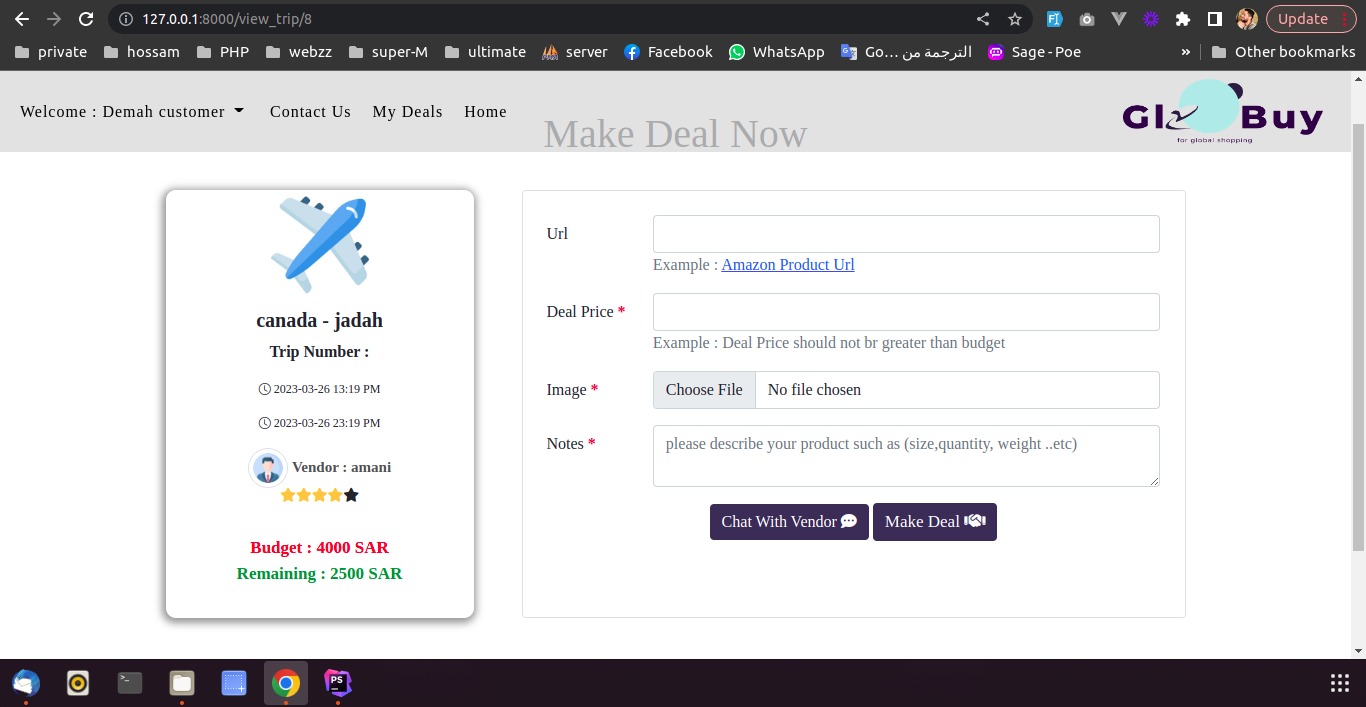 127.0.0.1:8000/view_trip/8
Update
private hossam PHP webzz super-M ultimate server Facebook WhatsApp Go… الترجمة من Sage - Poe » Other bookmarks
Welcome : Demah customer Contact Us My Deals Home
Make Deal Now
Gl Buy
for global shopping
canada - jadah
Trip Number :
2023-03-26 13:19 PM
2023-03-26 23:19 PM
Vendor : amani
Budget : 4000 SAR
Remaining : 2500 SAR
Url
Example : Amazon Product Url
Deal Price *
Example : Deal Price should not br greater than budget
Image * Choose File No file chosen
Notes * please describe your product such as (size,quantity, weight ..etc)
Chat With Vendor Make Deal
PS